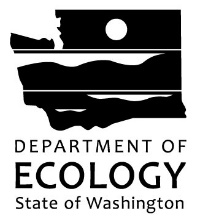 DEPARTMENT OF
ECOLOGY
State of Washington